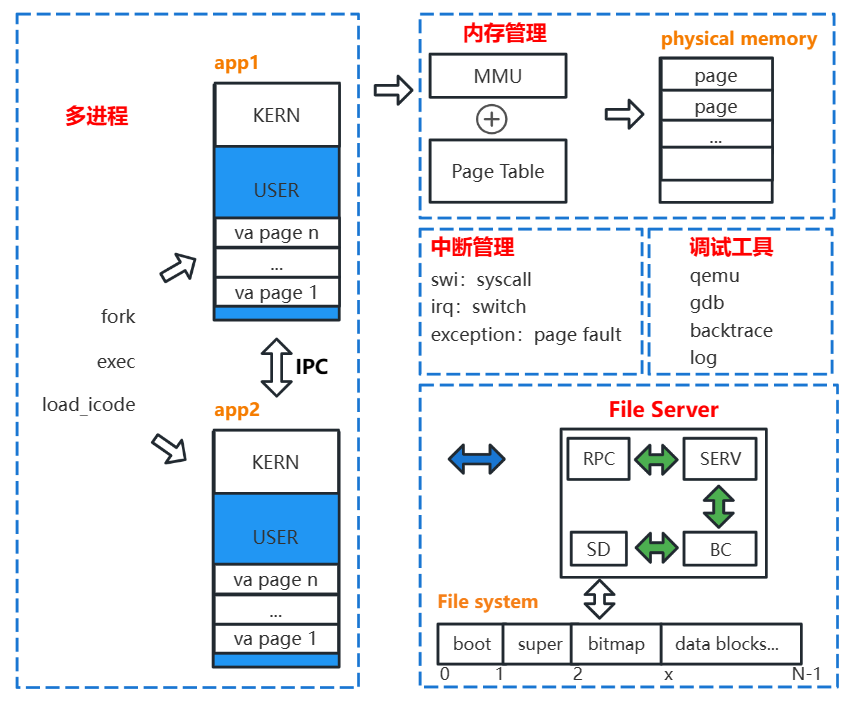 多进程
app1
KERN
USER
va page n
...
va page 1
fork
exec
load_icode
IPC
app2
KERN
USER
va page n
...
va page 1
内存管理
MMU
Page Table
physical memory
page
page
...
中断管理
swi：syscall
irq：switch
exception：page fault
调试工具
qemu
gdb
backtrace
log
File Server
RPC
SERV
SD
BC
File system
boot
super
bitmap
data blocks...
0
1
2
x
N-1